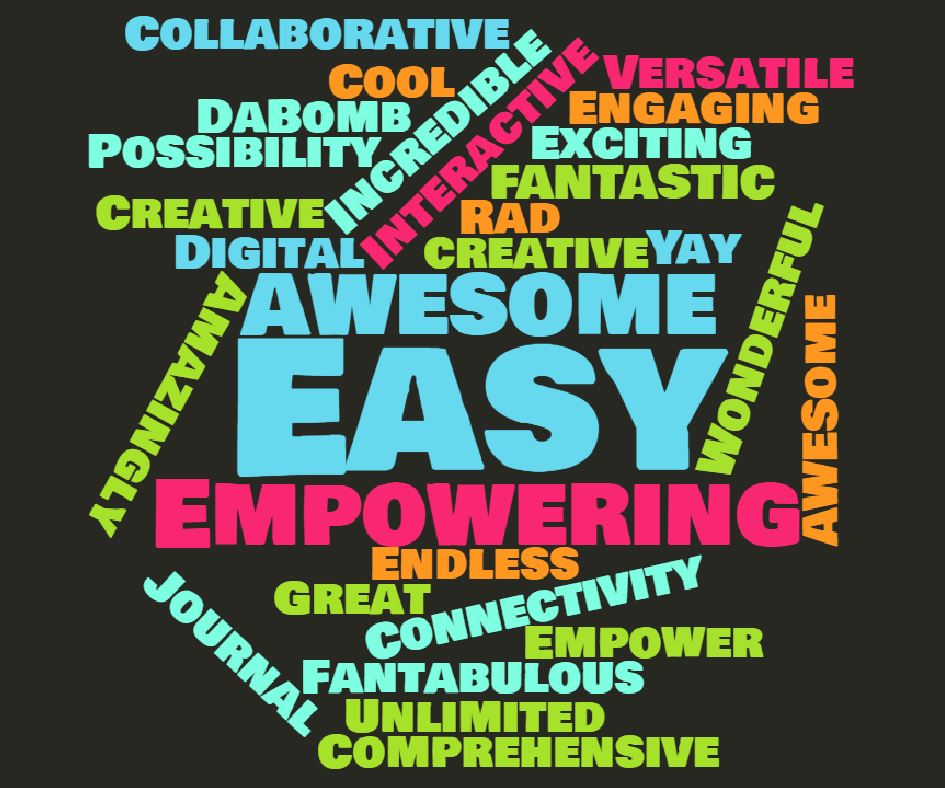 Collaborative
Cool
Incredible
Interactive
Versatile
DaBomb
Engaging
Possibility
Exciting
fantastic
Creative
Rad
Digital
creative
Yay
Wonderful
Amazingly
awesome
Easy
awesome
Empowering
Endless
Great
Connectivity
Journal
Empower
Fantabulous
Unlimited
comprehensive